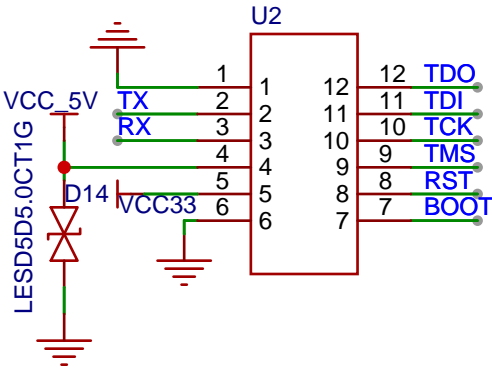 U2
1 1 12 12 TDO
VCC_5V TX 2 2 11 11 TDI
RX 3 3 10 10 TCK
4 4 9 9 TMS
D14 VCC33 5 5 8 8 RST
6 6 7 7 BOOT
LESD5D5.0CT1G